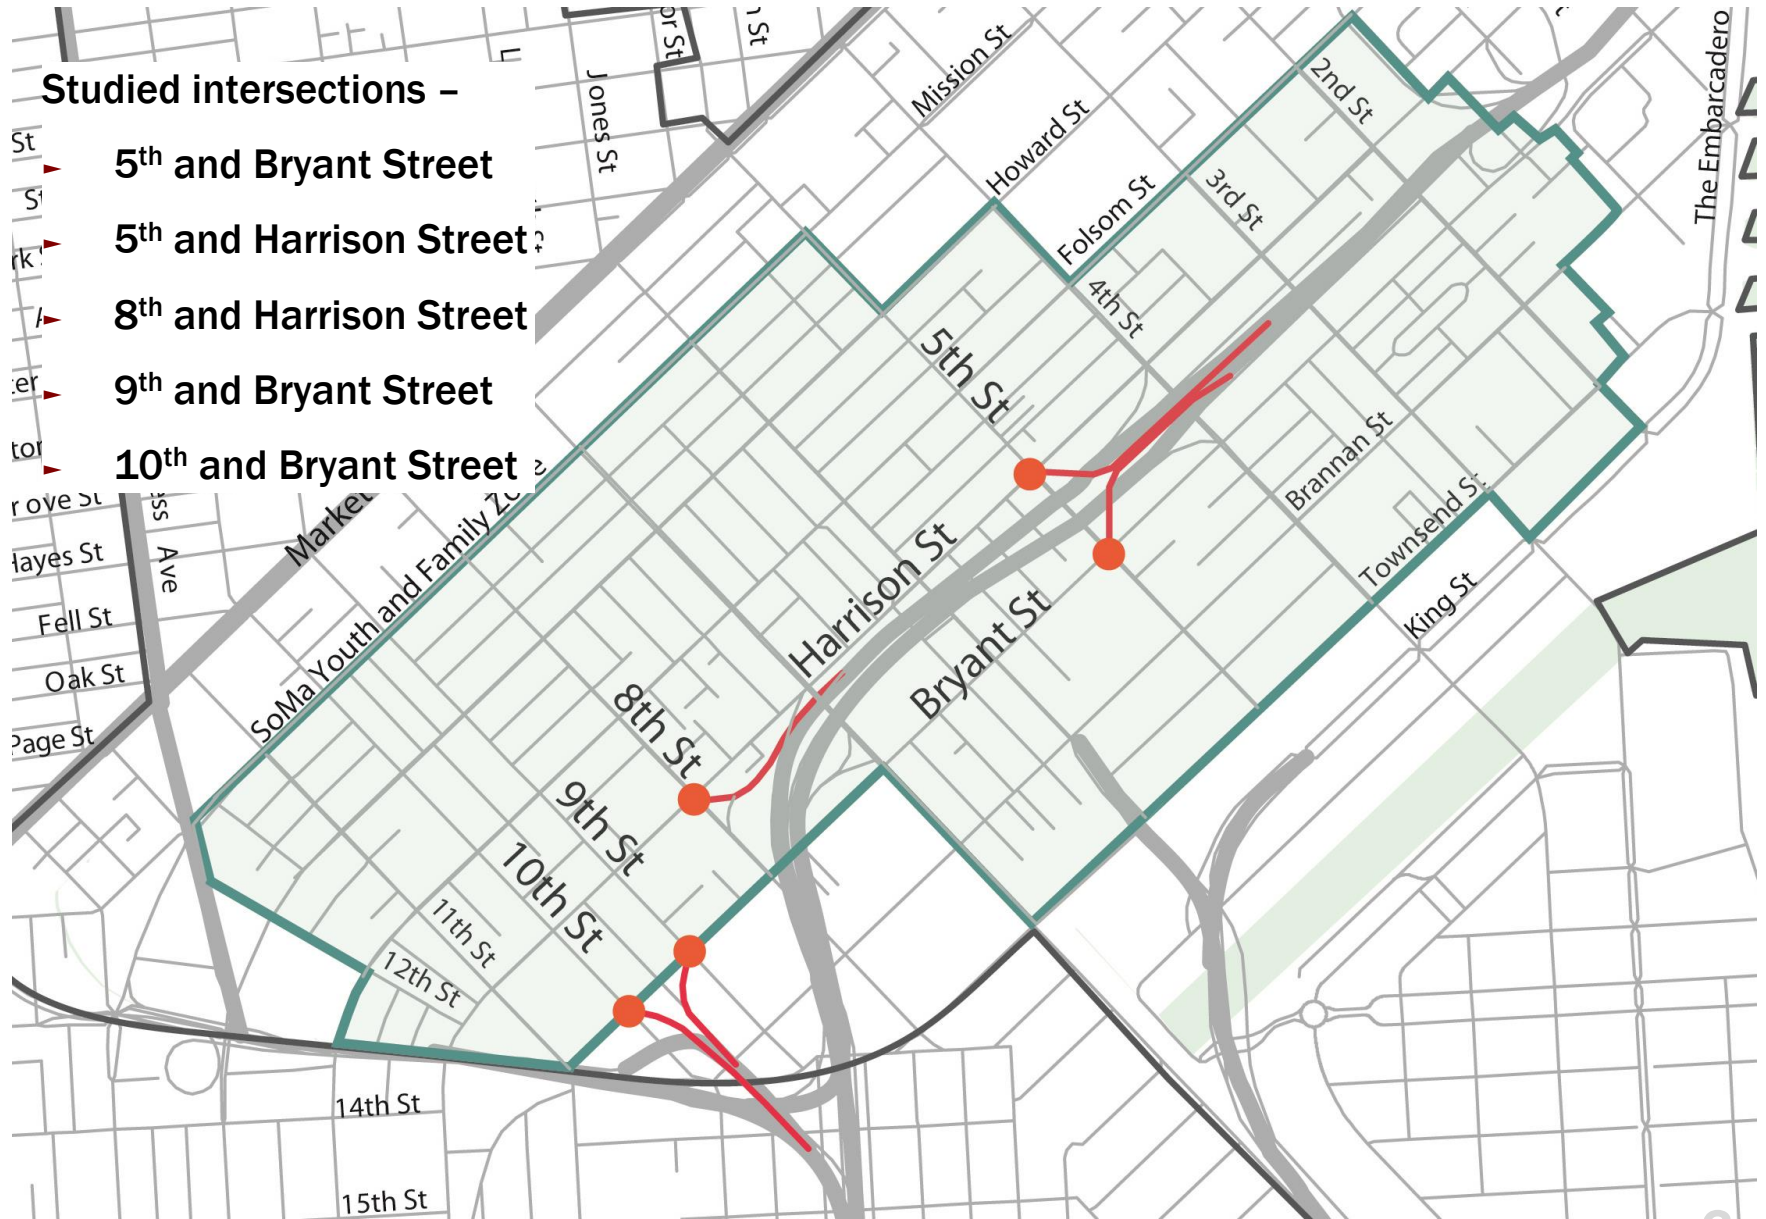 Studied intersections –
► 5th and Bryant Street
► 5th and Harrison Street
► 8th and Harrison Street
► 9th and Bryant Street
► 10th and Bryant Street
Jones St
Mission St
Howard St
Folsom St
2nd St
3rd St
4th St
5th St
The Embarcadero
Brannan St
Townsend St
King St
Harrison St
Bryant St
Market
SoMa Youth and Family Zo
Hayes St
Ave
Fell St
Oak St
Page St
8th St
9th St
10th St
11th St
12th St
14th St
15th St